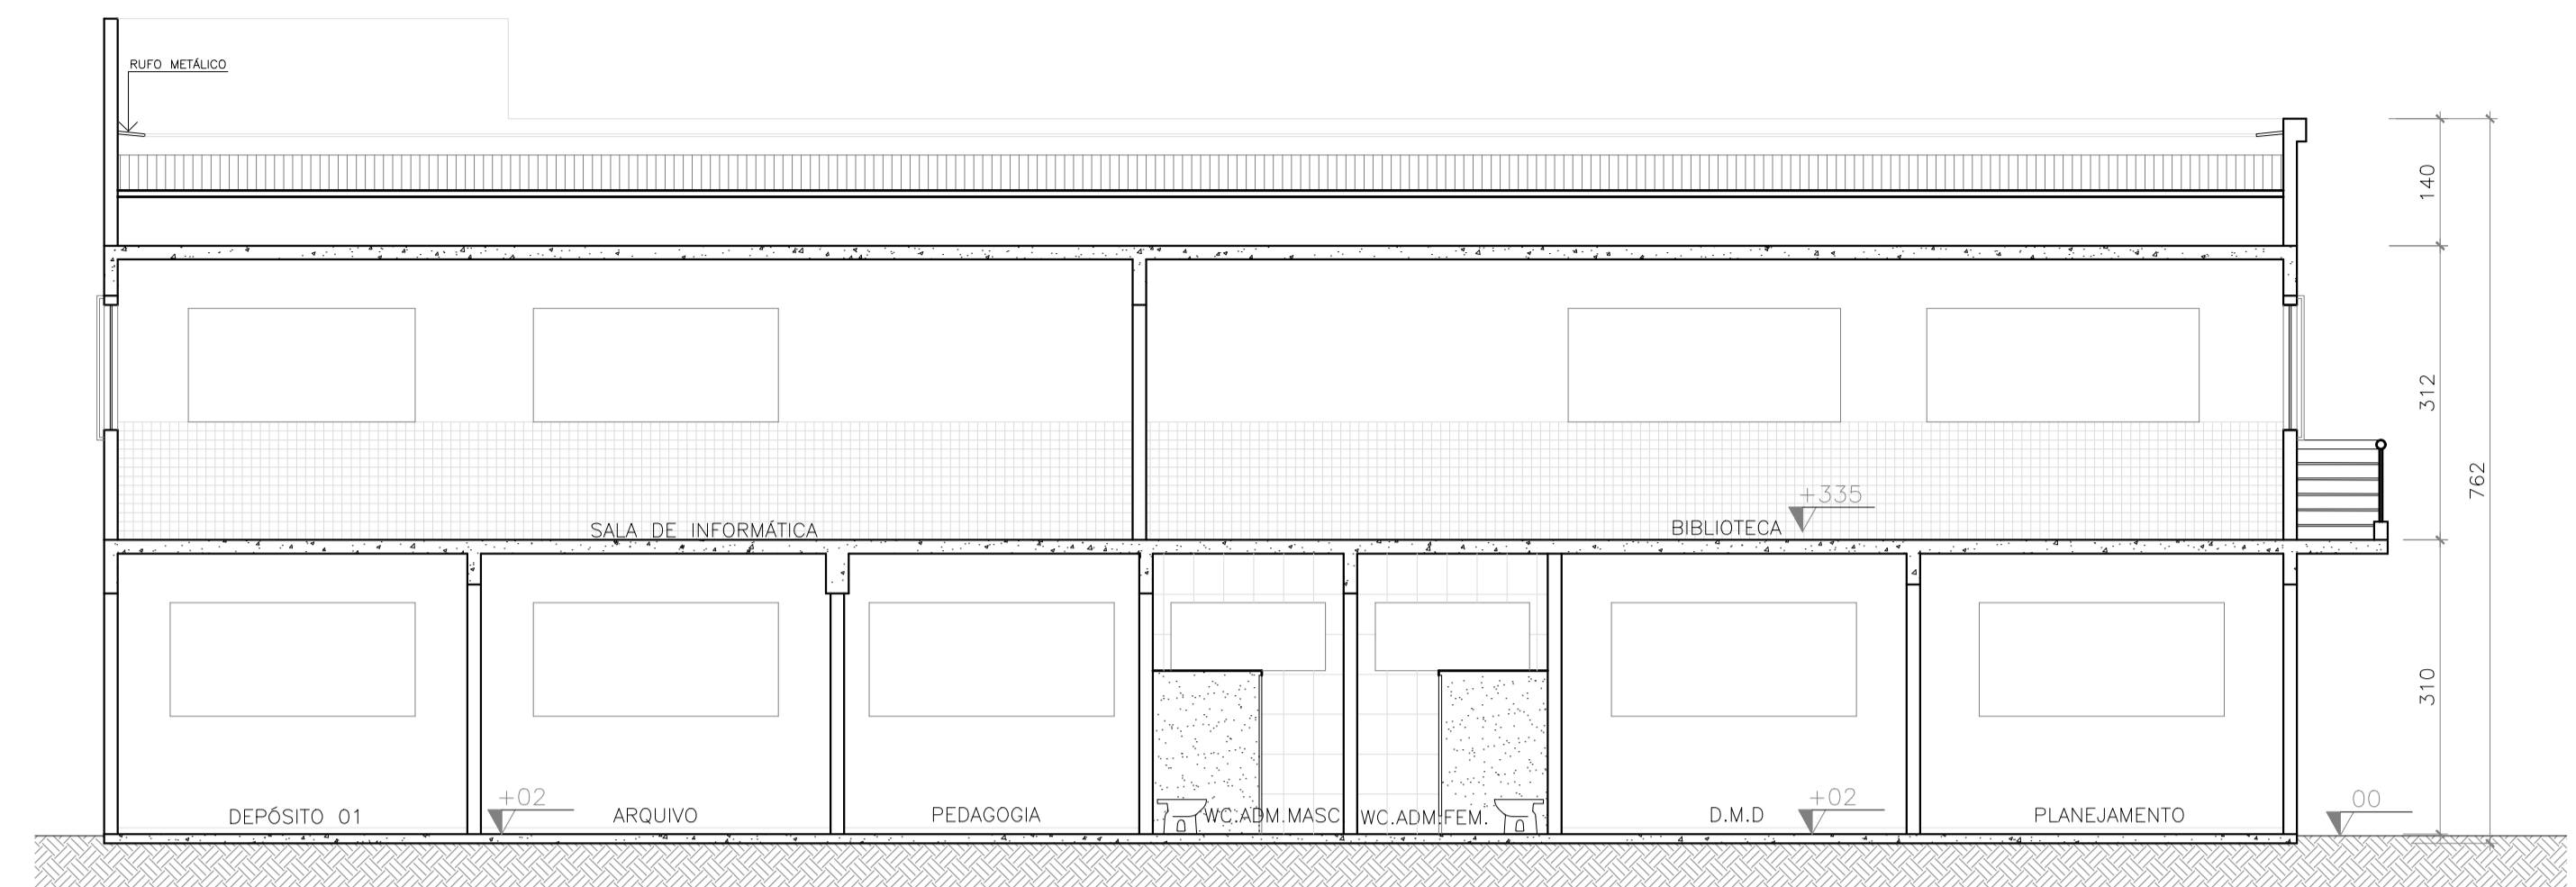 RUFO METÁLICO
140
312
762
+335
SALA DE INFORMÁTICA
BIBLIOTECA
310
+02
+02
00
DEPÓSITO 01
ARQUIVO
PEDAGOGIA
WC.ADM.MASC
WC.ADM.FEM.
D.M.D
PLANEJAMENTO